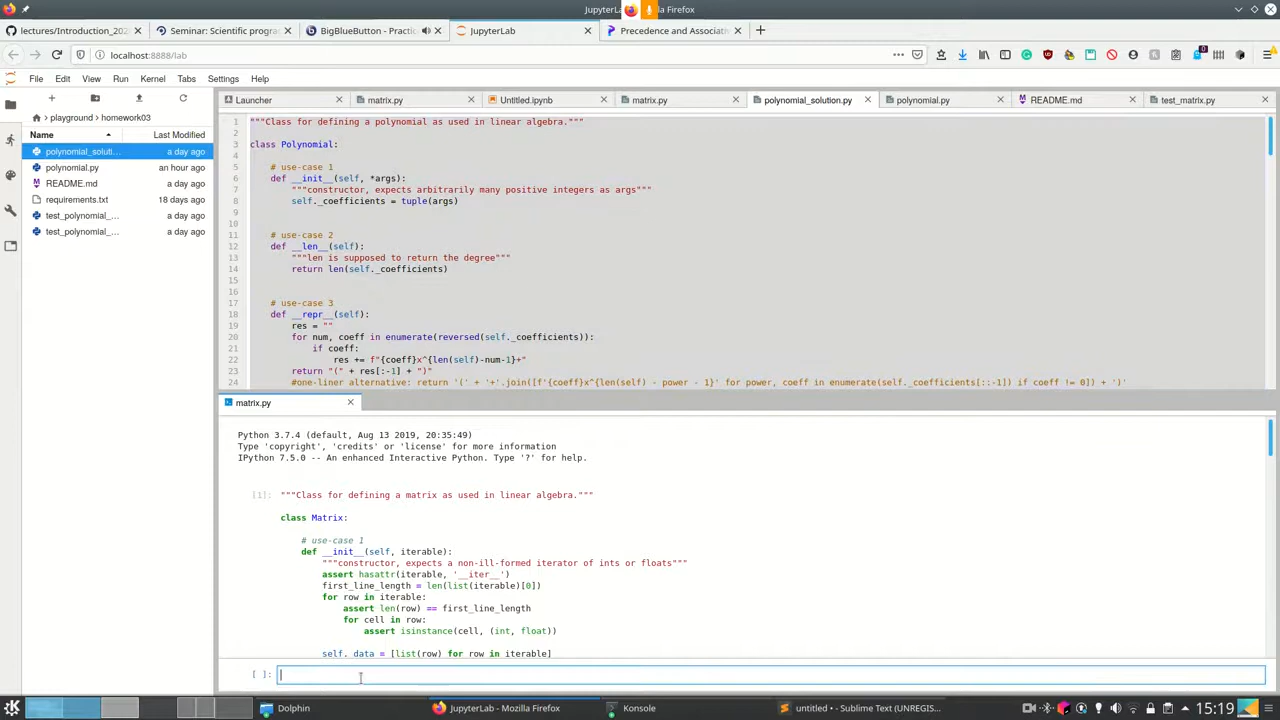 JupyterLab
la Firefox
lectures/Introduction_202
Seminar: Scientific progra
BigBlueButton - Practic
JupyterLab
Precedence and Associativ
localhost:8888/lab
0
File Edit View Run Kernel Tabs Settings Help
Launcher
matrix.py
Untitled.ipynb
matrix.py
polynomial_solution.py
polynomial.py
README.md
test_matrix.py
playground
homework03
Name
Last Modified
polynomial_soluti... a day ago
polynomial.py an hour ago
README.md a day ago
requirements.txt 18 days ago
test_polynomial_... a day ago
test_polynomial_... a day ago
1 """Class for defining a polynomial as used in linear algebra."""
2
3 class Polynomial:
4
5 # use-case 1
6 def __init__(self, *args):
7 """constructor, expects arbitrarily many positive integers as args"""
8 self._coefficients = tuple(args)
9
10
11 # use-case 2
12 def __len__(self):
13 """len is supposed to return the degree"""
14 return len(self._coefficients)
15
16
17 # use-case 3
18 def __repr__(self):
19 res = ""
20 for num, coeff in enumerate(reversed(self._coefficients)):
21 if coeff:
22 res += f"{coeff}x^{len(self)-num-1}+"
23 return "(" + res[:-1] + ")"
24 #one-liner alternative: return '(' + '+'.join([f'{coeff}x^{len(self) - power - 1}' for power, coeff in enumerate(self._coefficients[::-1]) if coeff != 0]) + ')'
matrix.py
Python 3.7.4 (default, Aug 13 2019, 20:35:49)
Type 'copyright', 'credits' or 'license' for more information
IPython 7.5.0 -- An enhanced Interactive Python. Type '?' for help.
[1]: """Class for defining a matrix as used in linear algebra."""
class Matrix:
# use-case 1
def __init__(self, iterable):
"""constructor, expects a non-ill-formed iterator of ints or floats"""
assert hasattr(iterable, '__iter__')
first_line_length = len(list(iterable)[0])
for row in iterable:
assert len(row) == first_line_length
for cell in row:
assert isinstance(cell, (int, float))
self._data = [list(row) for row in iterable]
[ ]:
Dolphin
JupyterLab - Mozilla Firefox
Konsole
untitled • - Sublime Text (UNREGIS...
15:19